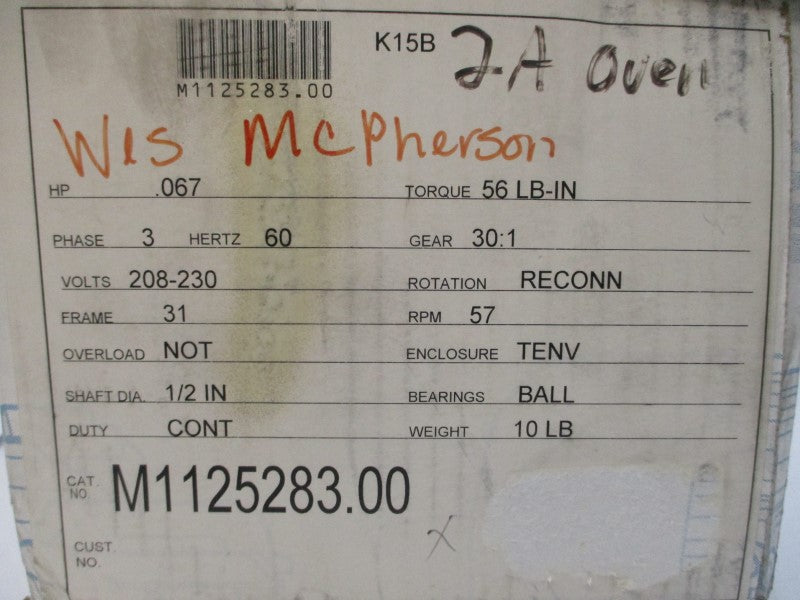 K15B 2A Oven
M1125283.00
Wes McPherson
HP .067 TORQUE 56 LB-IN
PHASE 3 HERTZ 60 GEAR 30:1
VOLTS 208-230 ROTATION RECONN
FRAME 31 RPM 57
OVERLOAD NOT ENCLOSURE TENV
SHAFT DIA. 1/2 IN BEARINGS BALL
DUTY CONT WEIGHT 10 LB
CAT. NO. M1125283.00
X
CUST. NO.